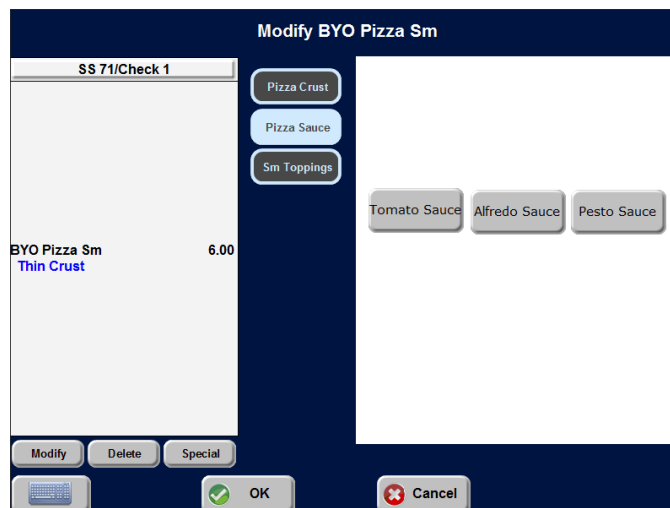 Modify BYO Pizza Sm
SS 71/Check 1
BYO Pizza Sm 6.00
Thin Crust
Pizza Crust
Pizza Sauce
Sm Toppings
Tomato Sauce Alfredo Sauce Pesto Sauce
Modify Delete Special
OK Cancel